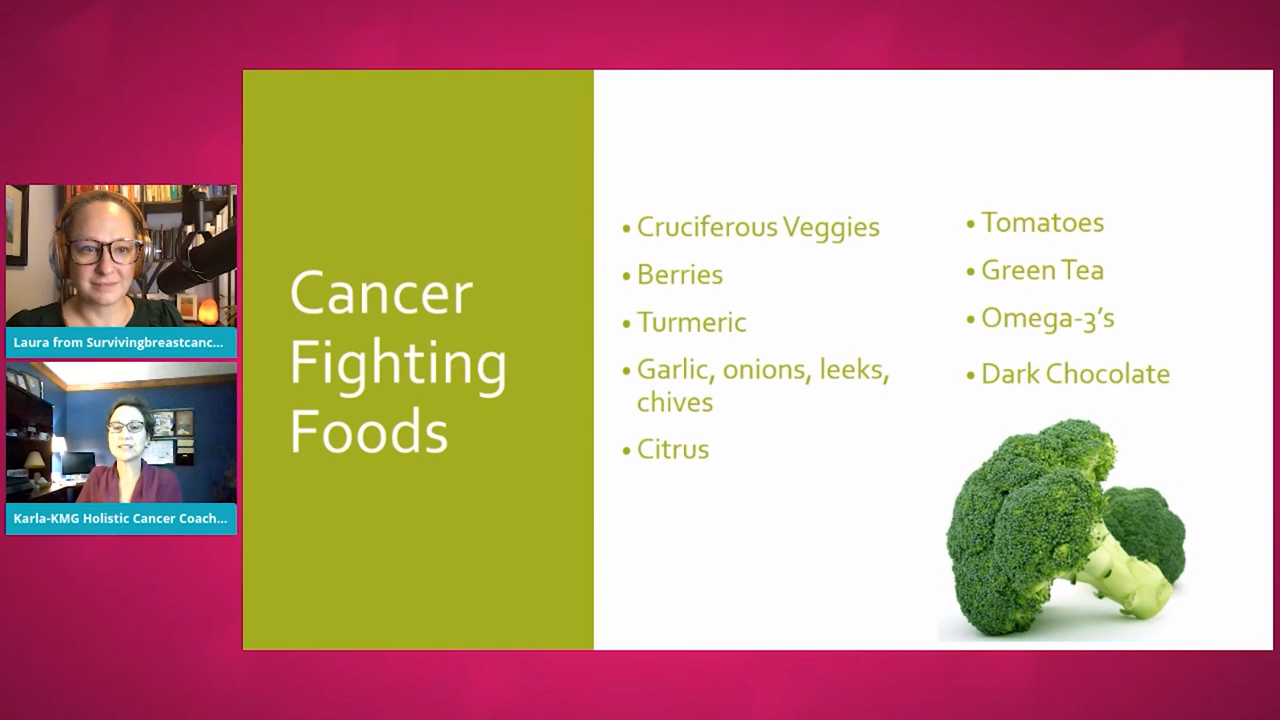 Laura from Survivingbreastcanc...
Karla-KMG Holistic Cancer Coach...
Cancer
Fighting
Foods
• Cruciferous Veggies
• Berries
• Turmeric
• Garlic, onions, leeks,
chives
• Citrus
• Tomatoes
• Green Tea
• Omega-3’s
• Dark Chocolate